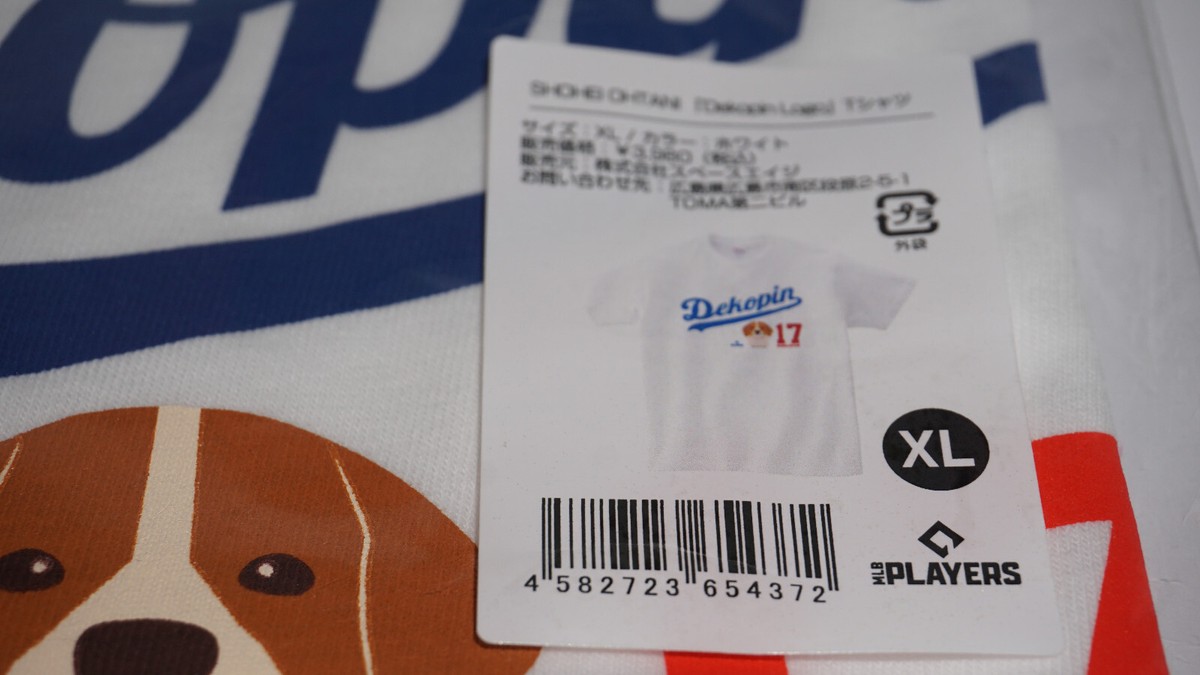 op
SHOHEI OHTANI 「Dekopin Logo」 Tシャツ
サイズ：XL / カラー：ホワイト
販売価格：￥3,980（税込）
販売元：株式会社スペースエイジ
お問い合わせ先：広島県広島市南区段原2-5-1
TOMA第二ビル
プラ
外袋
Dekopin
17
XL
4 582723 654372
MLB PLAYERS